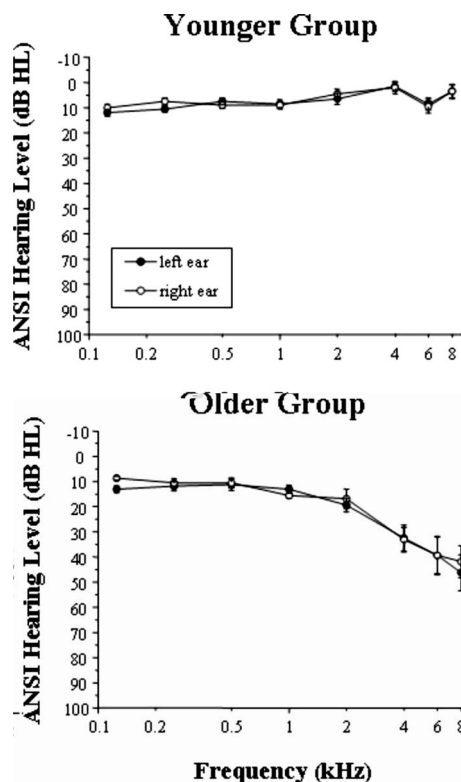 Younger Group
ANSI Hearing Level (dB HL)
-10
0
10
20
30
40
50
60
70
80
90
100
left ear
right ear
0.1 0.2 0.5 1 2 4 6 8
Older Group
ANSI Hearing Level (dB HL)
-10
0
10
20
30
40
50
60
70
80
90
100
0.1 0.2 0.5 1 2 4 6 8
Frequency (kHz)